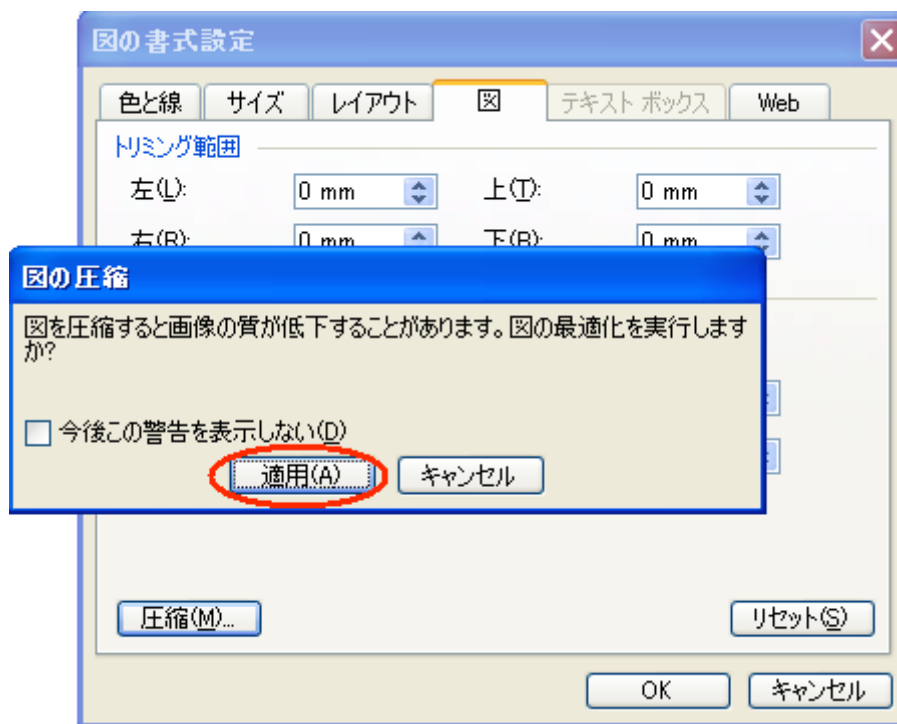 図の書式設定
色と線 サイズ レイアウト 図 テキスト ボックス Web
トリミング範囲
左(L): 0 mm 上(T): 0 mm
右(R): 0 mm 下(B): 0 mm
図の圧縮
図を圧縮すると画像の質が低下することがあります。図の最適化を実行します
か?
今後この警告を表示しない(D)
適用(A) キャンセル
圧縮(M)... リセット(S)
OK キャンセル